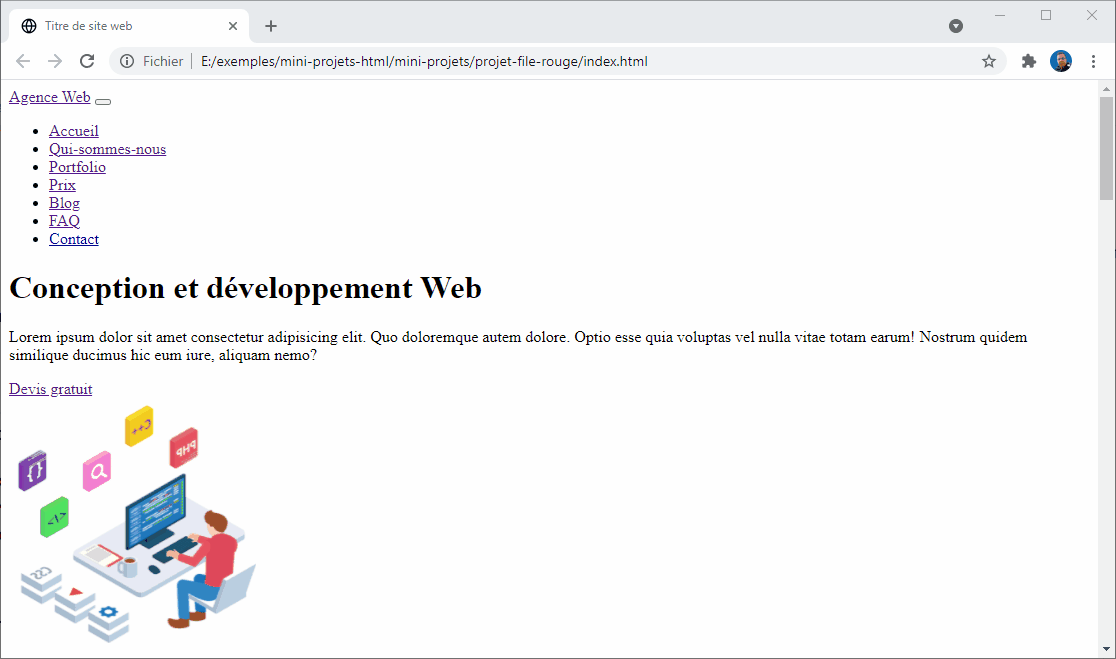 Titre de site web
Fichier
E:/exemples/mini-projets-html/mini-projets/projet-file-rouge/index.html
Agence Web
Accueil
Qui-sommes-nous
Portfolio
Prix
Blog
FAQ
Contact
Conception et développement Web
Lorem ipsum dolor sit amet consectetur adipisicing elit. Quo doloremque autem dolore. Optio esse quia voluptas vel nulla vitae totam earum! Nostrum quidem
similique ducimus hic eum iure, aliquam nemo?
Devis gratuit
C++
PHP
{}
</>